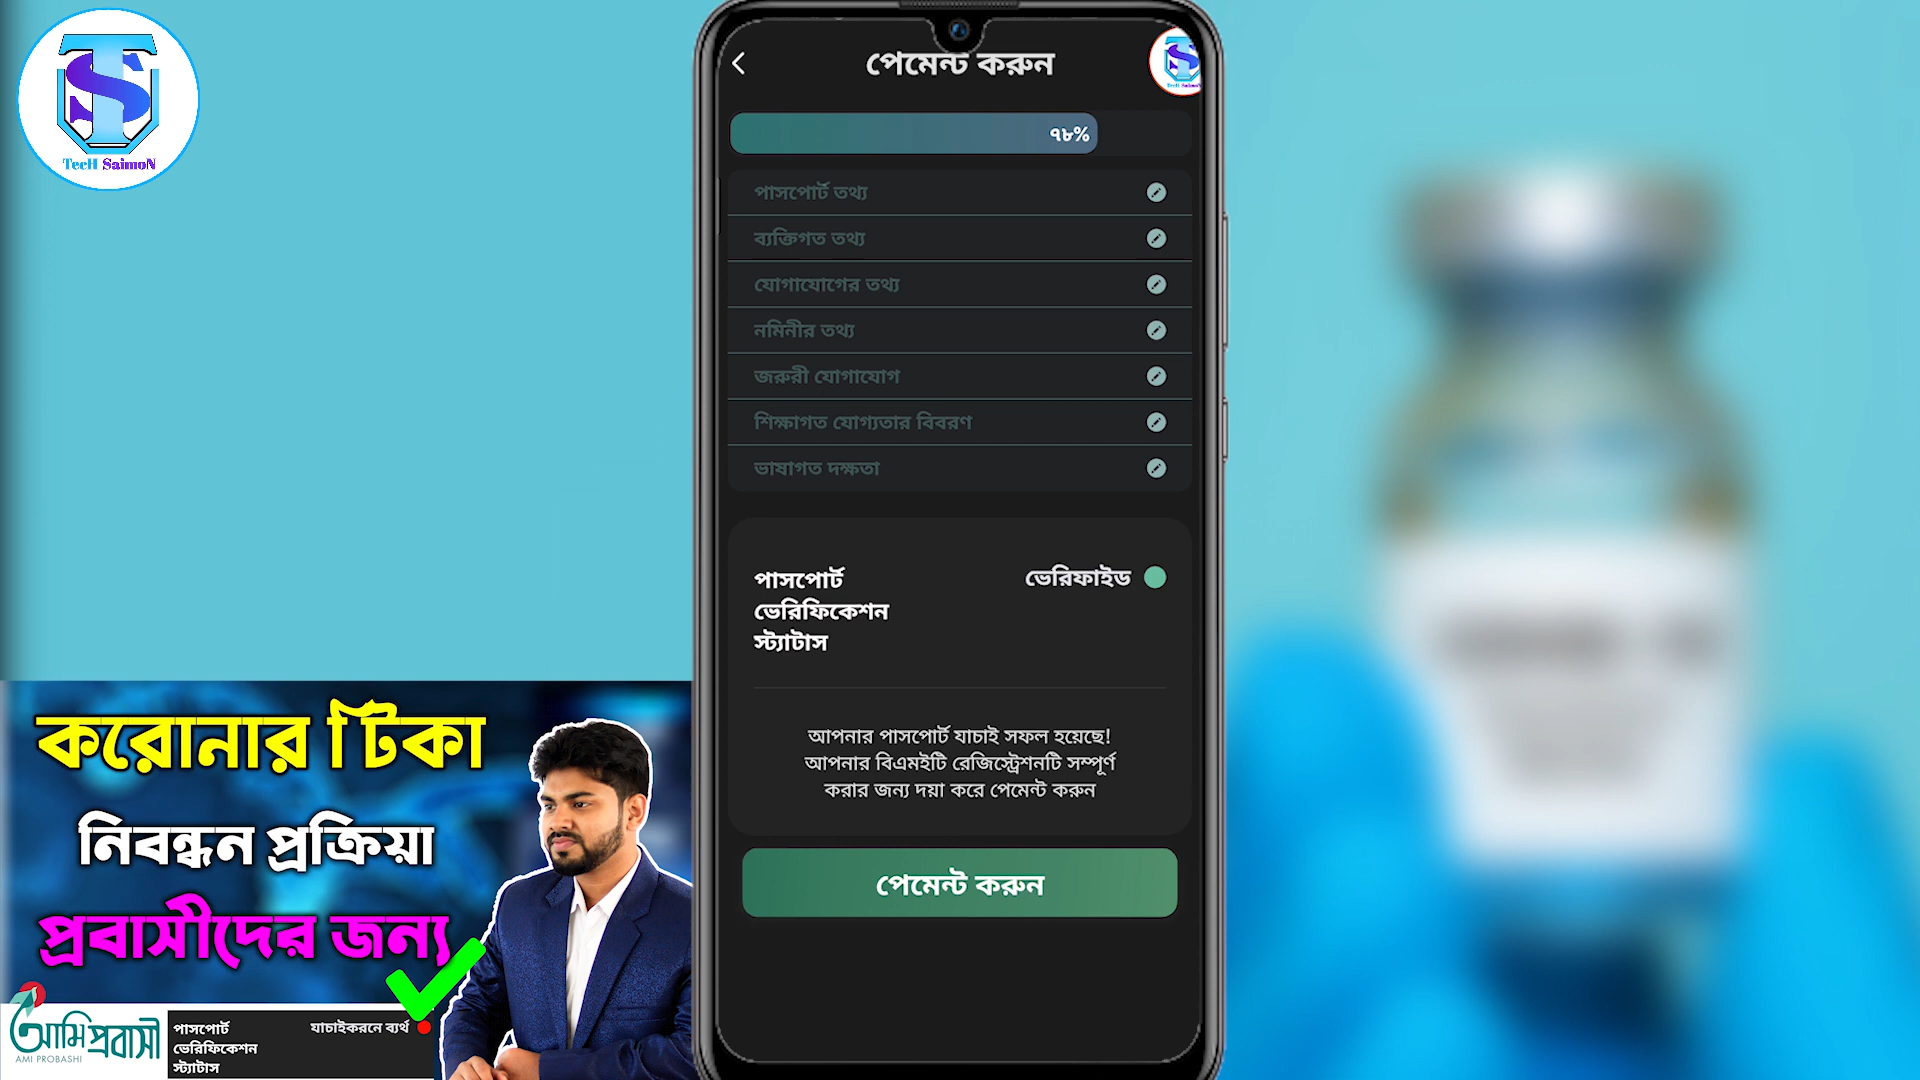 TecH SaimoN
পেমেন্ট করুন
TecH SaimoN
৭৮%
পাসপোর্ট তথ্য
ব্যক্তিগত তথ্য
যোগাযোগের তথ্য
নমিনীর তথ্য
জরুরী যোগাযোগ
শিক্ষাগত যোগ্যতার বিবরণ
ভাষাগত দক্ষতা
পাসপোর্ট
ভেরিফিকেশন
স্ট্যাটাস
ভেরিফাইড
আপনার পাসপোর্ট যাচাই সফল হয়েছে!
আপনার বিএমইটি রেজিস্ট্রেশনটি সম্পূর্ণ
করার জন্য দয়া করে পেমেন্ট করুন
পেমেন্ট করুন
করোনার টিকা
নিবন্ধন প্রক্রিয়া
প্রবাসীদের জন্য
আমি প্রবাসী
AMI PROBASHI
পাসপোর্ট
ভেরিফিকেশন
স্ট্যাটাস
যাচাইকরনে ব্যর্থ